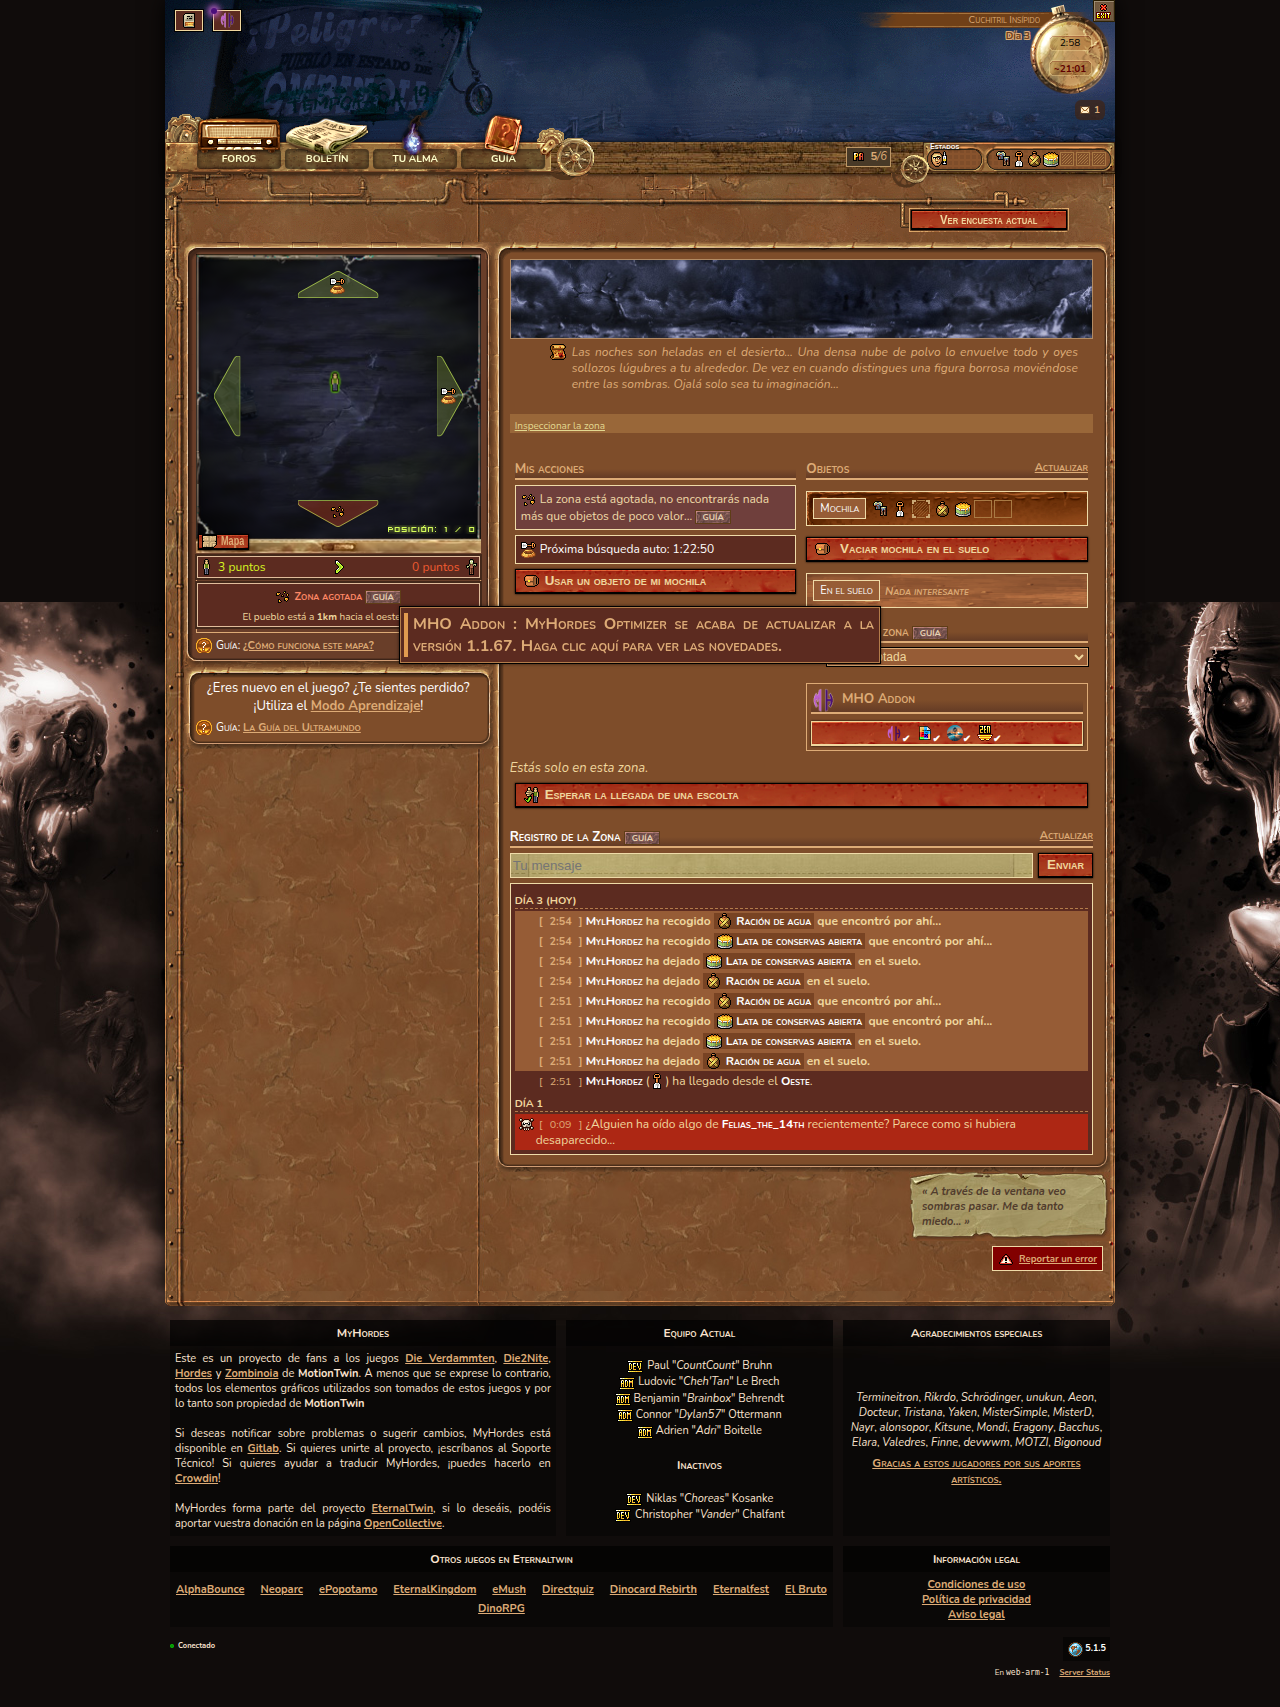 ¡Peligro!
PUEBLO EN ESTADO DE
Cuchitril Insípido
EXIT
Día 3
2:58
~21:01
1
FOROS
BOLETÍN
TU ALMA
GUIA
PA 5/6
Estados
Ver encuesta actual
Posición: 1 / 0
Mapa
3 puntos
0 puntos
Zona agotada GUÍA
El pueblo está a 1km hacia el oeste
Guía: ¿Cómo funciona este mapa?
¿Eres nuevo en el juego? ¿Te sientes perdido?
¡Utiliza el Modo Aprendizaje!
Guía: La Guía del Ultramundo
Las noches son heladas en el desierto... Una densa nube de polvo lo envuelve todo y oyes
sollozos lúgubres a tu alrededor. De vez en cuando distingues una figura borrosa moviéndose
entre las sombras. Ojalá solo sea tu imaginación...
Inspeccionar la zona
Mis acciones
La zona está agotada, no encontrarás nada
más que objetos de poco valor... GUÍA
Próxima búsqueda auto: 1:22:50
Usar un objeto de mi mochila
Objetos
Actualizar
Mochila
Vaciar mochila en el suelo
En el suelo Nada interesante
MHO Addon : MyHordes Optimizer se acaba de actualizar a la
versión 1.1.67. Haga clic aquí para ver las novedades.
zona GUÍA
tada
MHO Addon
Estás solo en esta zona.
Esperar la llegada de una escolta
Registro de la Zona GUÍA
Actualizar
Tu mensaje
Enviar
DÍA 3 (HOY)
[ 2:54 ] MylHordez ha recogido Ración de agua que encontró por ahí...
[ 2:54 ] MylHordez ha recogido Lata de conservas abierta que encontró por ahí...
[ 2:54 ] MylHordez ha dejado Lata de conservas abierta en el suelo.
[ 2:54 ] MylHordez ha dejado Ración de agua en el suelo.
[ 2:51 ] MylHordez ha recogido Ración de agua que encontró por ahí...
[ 2:51 ] MylHordez ha recogido Lata de conservas abierta que encontró por ahí...
[ 2:51 ] MylHordez ha dejado Lata de conservas abierta en el suelo.
[ 2:51 ] MylHordez ha dejado Ración de agua en el suelo.
[ 2:51 ] MylHordez ( ) ha llegado desde el Oeste.
DÍA 1
[ 0:09 ] ¿Alguien ha oído algo de Felias_the_14th recientemente? Parece como si hubiera
desaparecido...
« A través de la ventana veo
sombras pasar. Me da tanto
miedo... »
Reportar un error
MyHordes
Este es un proyecto de fans a los juegos Die Verdammten, Die2Nite,
Hordes y Zombinoia de MotionTwin. A menos que se exprese lo contrario,
todos los elementos gráficos utilizados son tomados de estos juegos y por
lo tanto son propiedad de MotionTwin
Si deseas notificar sobre problemas o sugerir cambios, MyHordes está
disponible en Gitlab. Si quieres unirte al proyecto, ¡escríbanos al Soporte
Técnico! Si quieres ayudar a traducir MyHordes, ¡puedes hacerlo en
Crowdin!
MyHordes forma parte del proyecto EternalTwin, si lo deseáis, podéis
aportar vuestra donación en la página OpenCollective.
Equipo Actual
DEV Paul "CountCount" Bruhn
ADM Ludovic "Cheh'Tan" Le Brech
ADM Benjamin "Brainbox" Behrendt
ADM Connor "Dylan57" Ottermann
ADM Adrien "Adri" Boitelle
Inactivos
DEV Niklas "Choreas" Kosanke
DEV Christopher "Vander" Chalfant
Agradecimientos especiales
Termineitron, Rikrdo, Schrödinger, unukun, Aeon,
Docteur, Tristana, Yaken, MisterSimple, MisterD,
Nayr, alonsopor, Kitsune, Mondi, Eragony, Bacchus,
Elara, Valedres, Finne, devwwm, MOTZI, Bigonoud
Gracias a estos jugadores por sus aportes
artísticos.
Otros juegos en Eternaltwin
AlphaBounce Neoparc ePopotamo EternalKingdom eMush Directquiz Dinocard Rebirth Eternalfest El Bruto
DinoRPG
Información legal
Condiciones de uso
Política de privacidad
Aviso legal
Conectado
5.1.5
En web-arm-1 Server Status